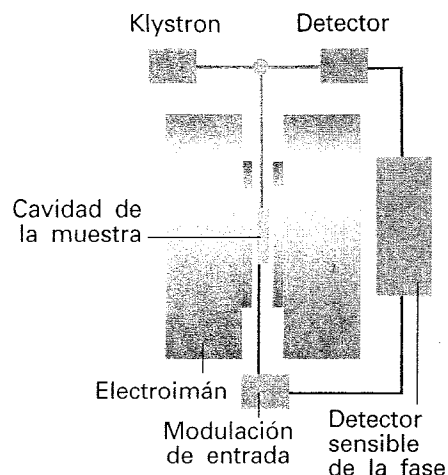 Klystron
Detector
Cavidad de
la muestra
Electroimán
Modulación
de entrada
Detector
sensible
de la fase